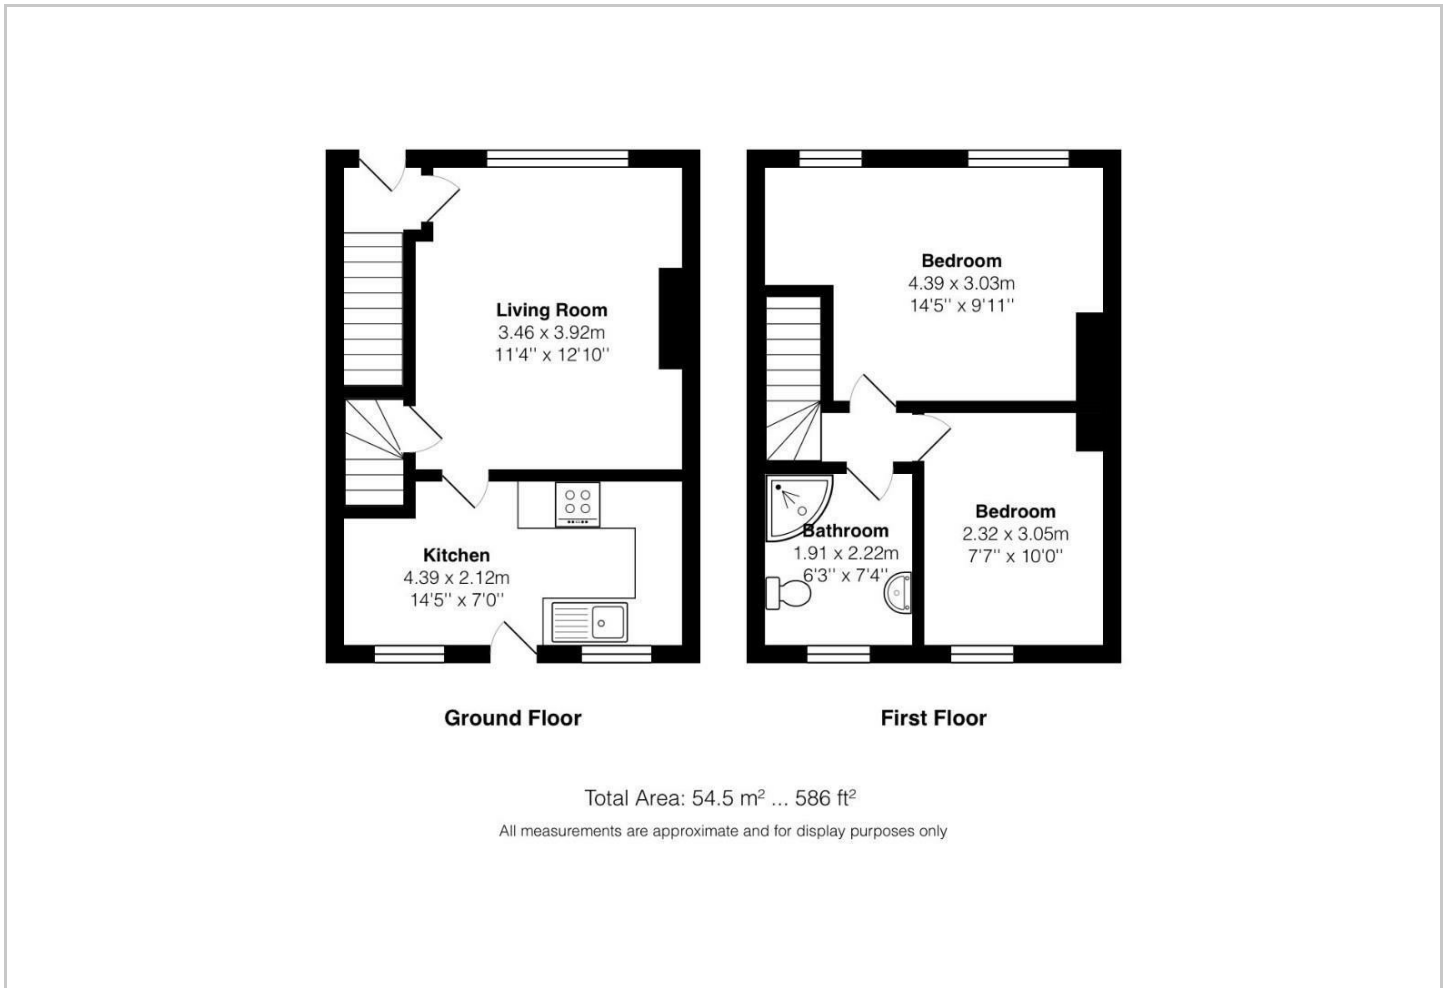 Living Room
3.46 x 3.92m
11'4'' x 12'10''
Kitchen
4.39 x 2.12m
14'5'' x 7'0''
Ground Floor
Bedroom
4.39 x 3.03m
14'5'' x 9'11''
Bedroom
2.32 x 3.05m
7'7'' x 10'0''
Bathroom
1.91 x 2.22m
6'3'' x 7'4''
First Floor
Total Area: 54.5 m² ... 586 ft²
All measurements are approximate and for display purposes only